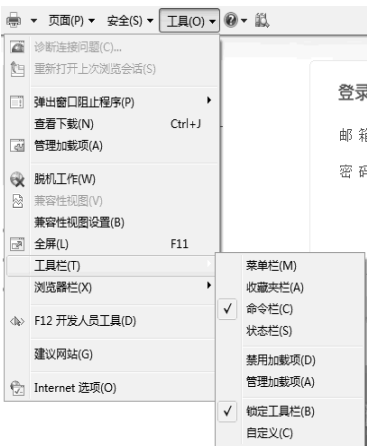 页面(P) 安全(S) 工具(O)
诊断连接问题(C)...
重新打开上次浏览会话(S)
弹出窗口阻止程序(P)
查看下载(N) Ctrl+J
管理加载项(A)
脱机工作(W)
兼容性视图(V)
兼容性视图设置(B)
全屏(L) F11
工具栏(T)
浏览器栏(X)
F12 开发人员工具(D)
建议网站(G)
Internet 选项(O)
菜单栏(M)
收藏夹栏(A)
命令栏(C)
状态栏(S)
禁用加载项(D)
管理加载项(A)
锁定工具栏(B)
自定义(C)
登录
邮 箱
密 码